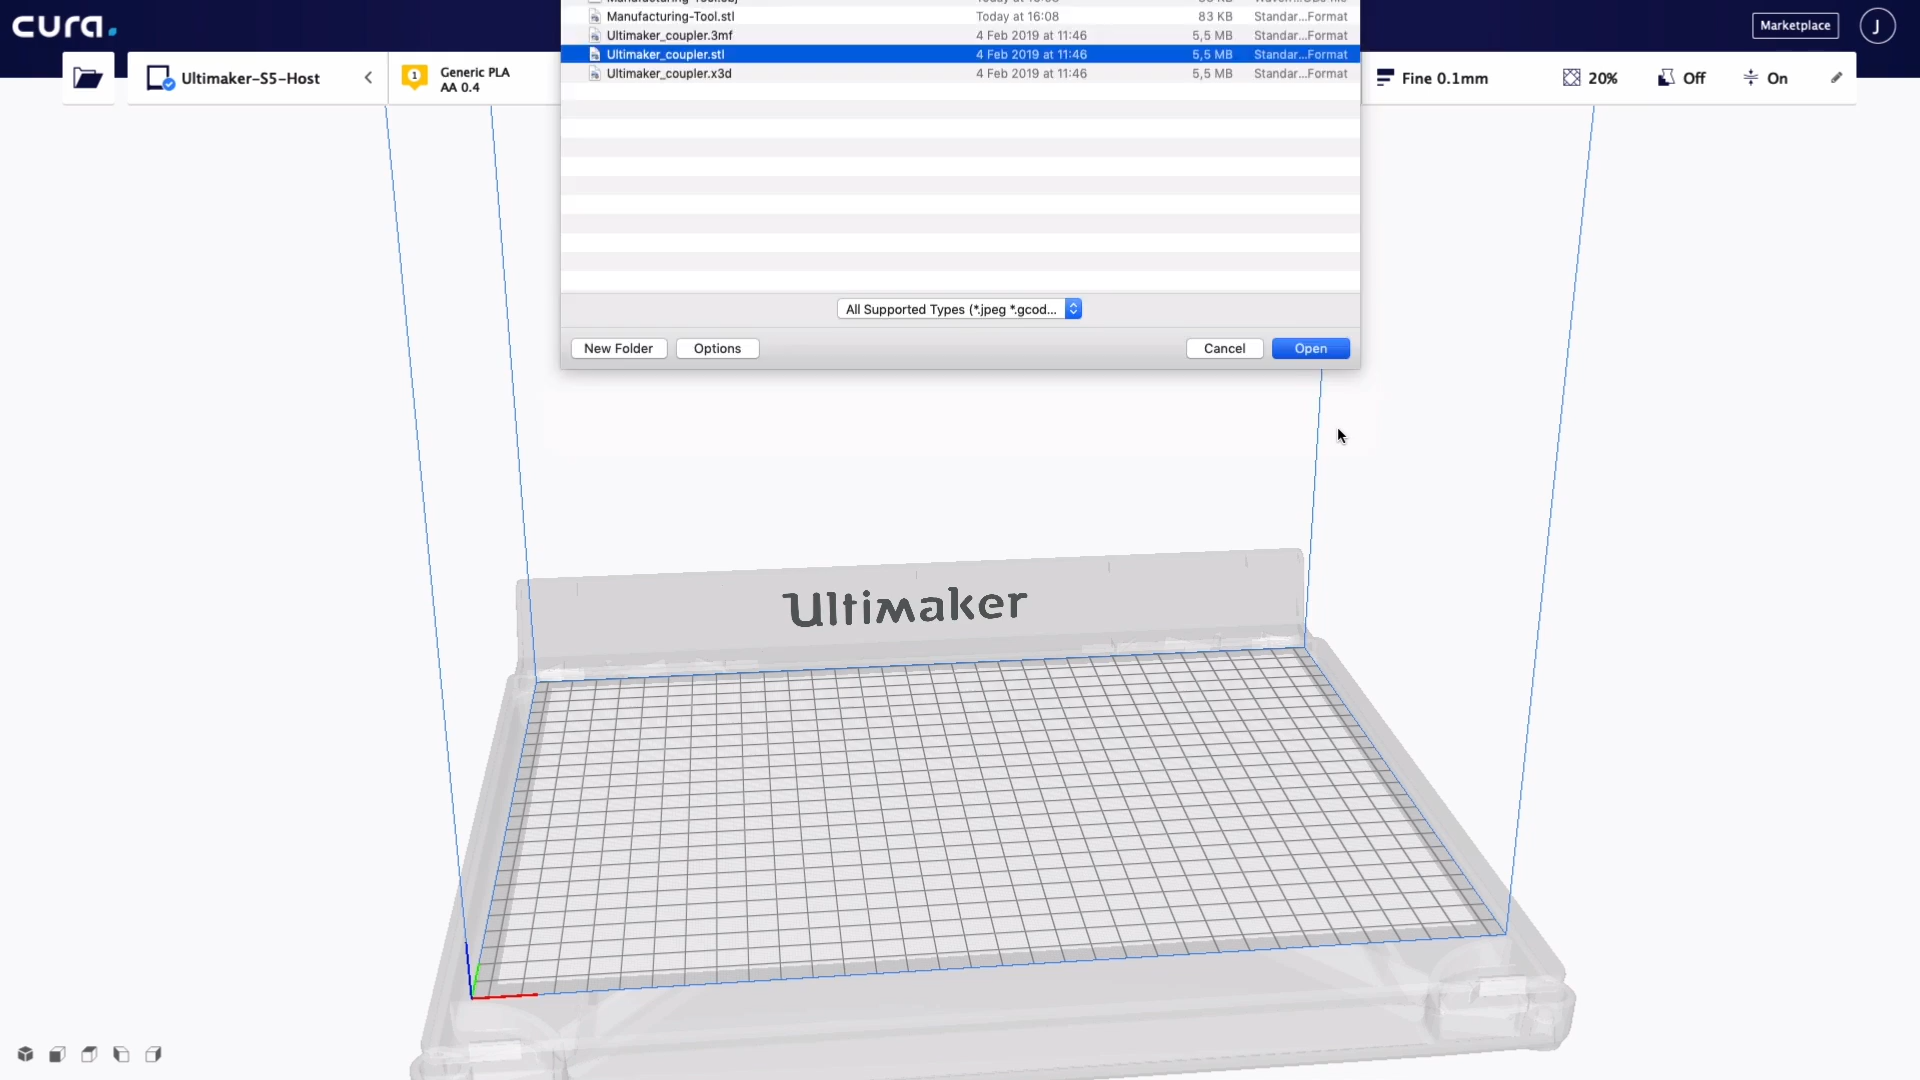 cura.
Marketplace
J
Manufacturing-Tool.stl Today at 16:08 83 KB Standar...Format
Ultimaker_coupler.3mf 4 Feb 2019 at 11:46 5,5 MB Standar...Format
Ultimaker_coupler.stl 4 Feb 2019 at 11:46 5,5 MB Standar...Format
Ultimaker_coupler.x3d 4 Feb 2019 at 11:46 5,5 MB Standar...Format
Ultimaker-S5-Host
1
Generic PLA
AA 0.4
Fine 0.1mm
20%
Off
On
All Supported Types (*.jpeg *.gcod...
New Folder
Options
Cancel
Open
Ultimaker